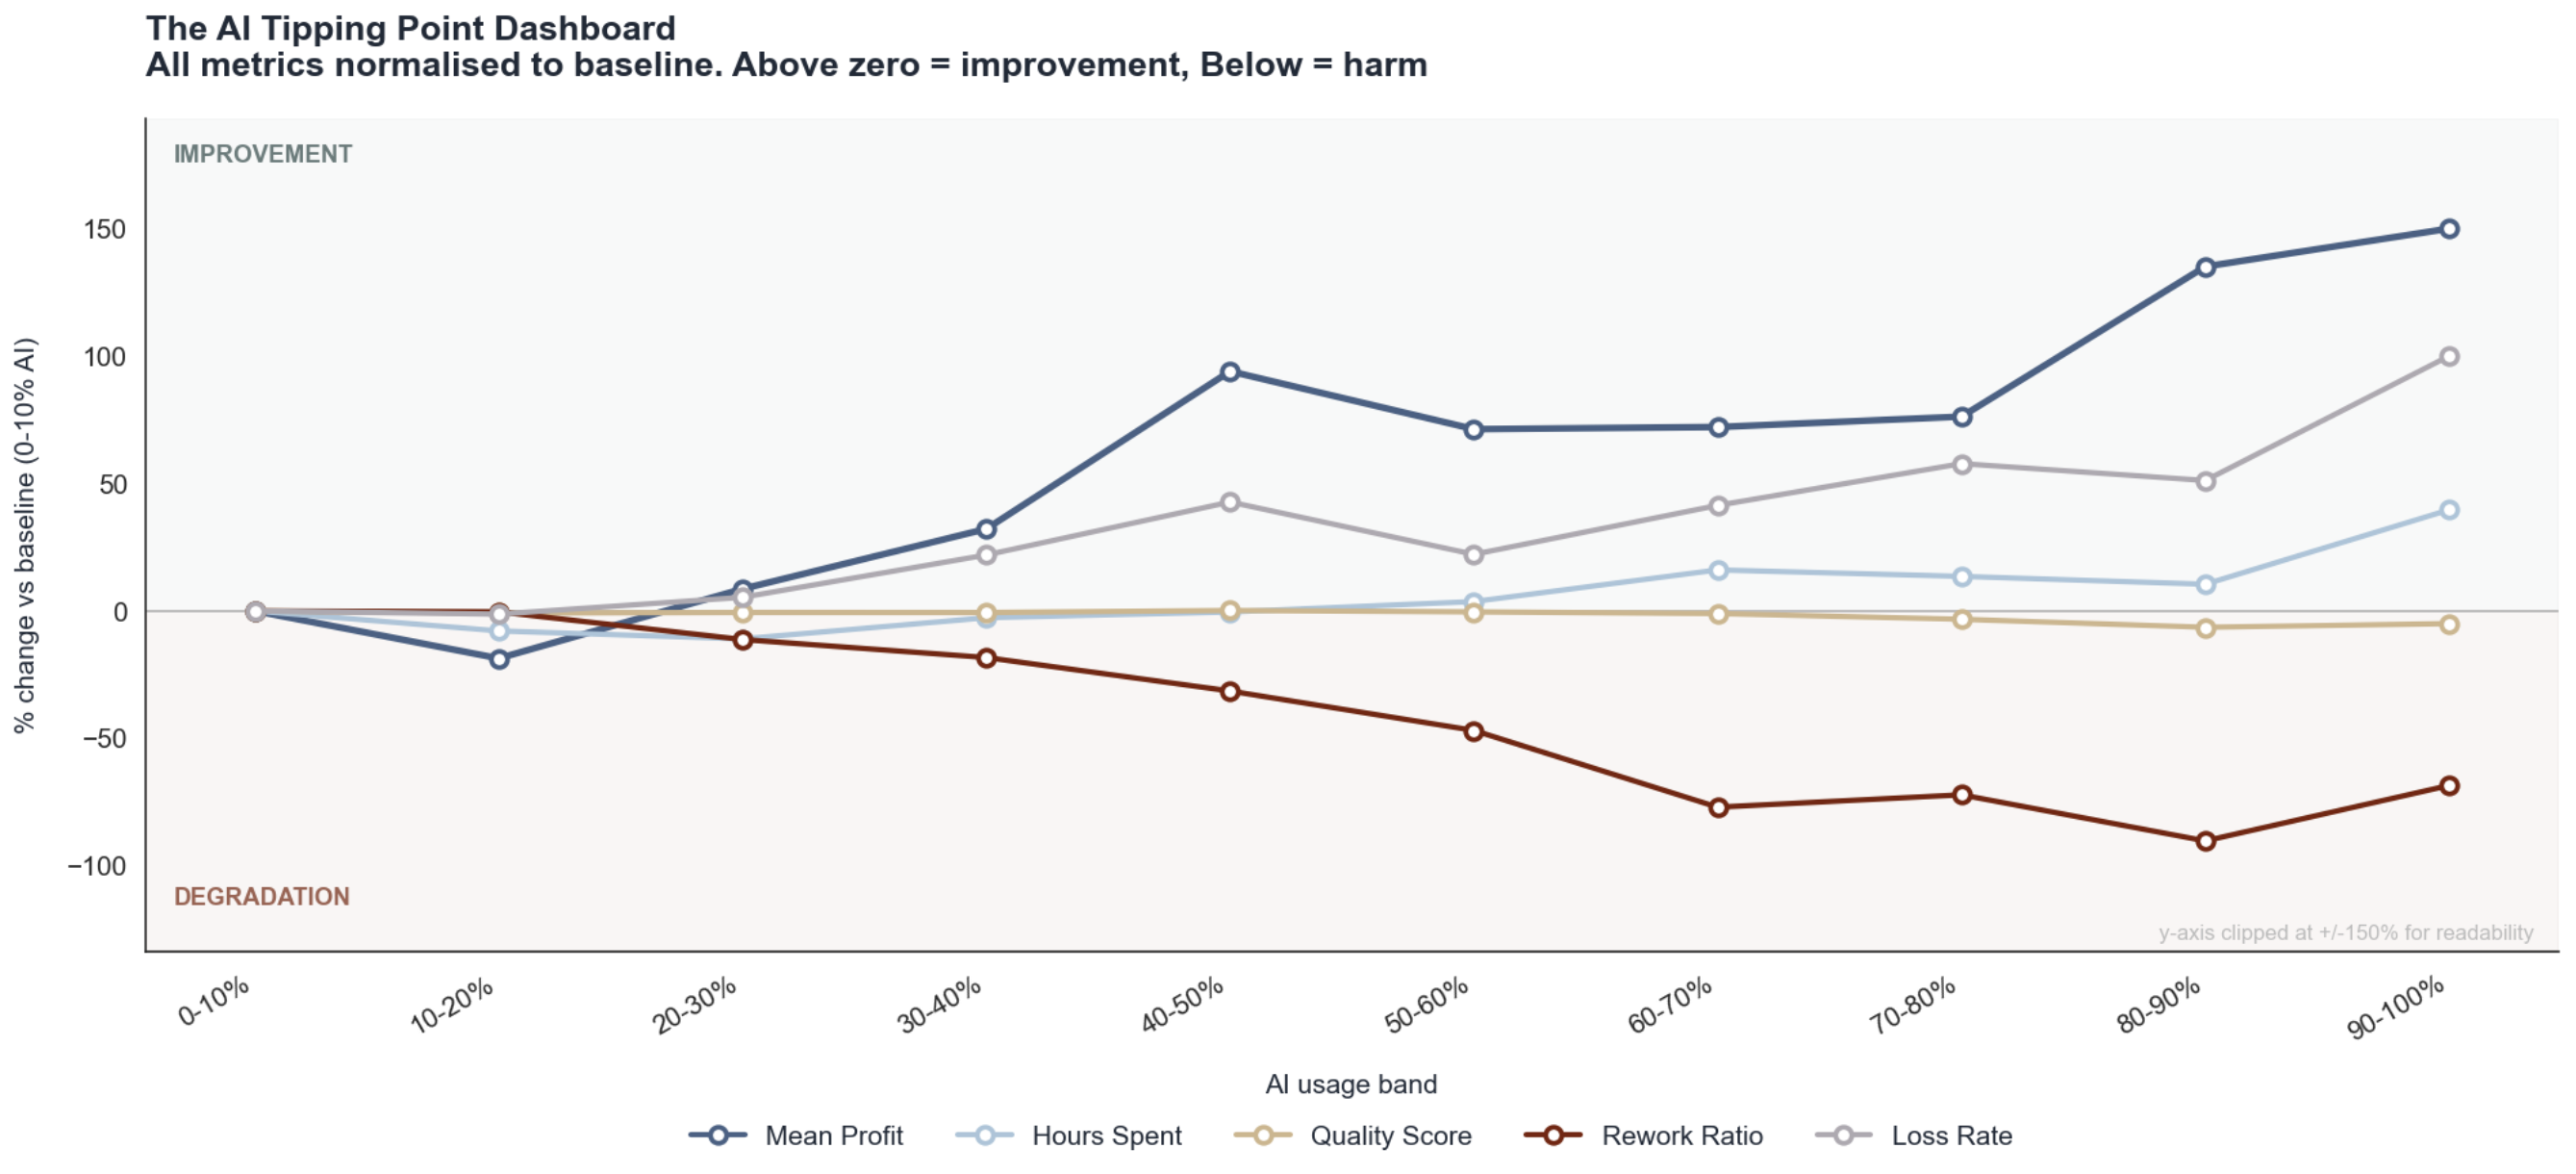 The AI Tipping Point Dashboard
All metrics normalised to baseline. Above zero = improvement, Below = harm
IMPROVEMENT
150
100
50
0
−50
−100
% change vs baseline (0-10% AI)
DEGRADATION
y-axis clipped at +/-150% for readability
0-10%
10-20%
20-30%
30-40%
40-50%
50-60%
60-70%
70-80%
80-90%
90-100%
AI usage band
Mean Profit
Hours Spent
Quality Score
Rework Ratio
Loss Rate